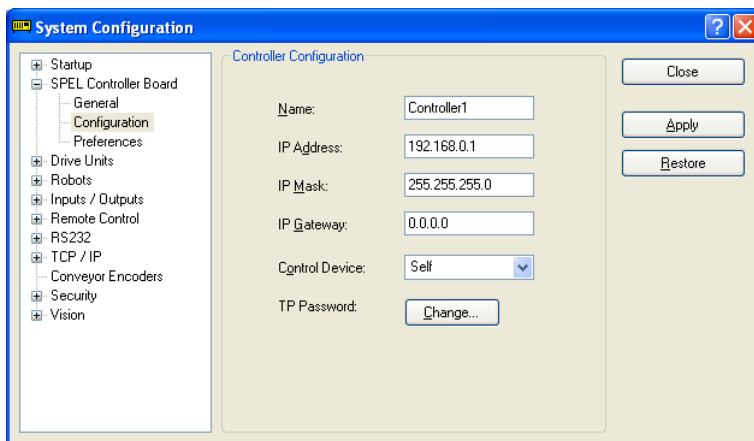 System Configuration
Startup
SPEL Controller Board
General
Configuration
Preferences
Drive Units
Robots
Inputs / Outputs
Remote Control
RS232
TCP / IP
Conveyor Encoders
Security
Vision
Controller Configuration
Name: Controller1
IP Address: 192.168.0.1
IP Mask: 255.255.255.0
IP Gateway: 0.0.0.0
Control Device: Self
TP Password: Change...
Close
Apply
Restore